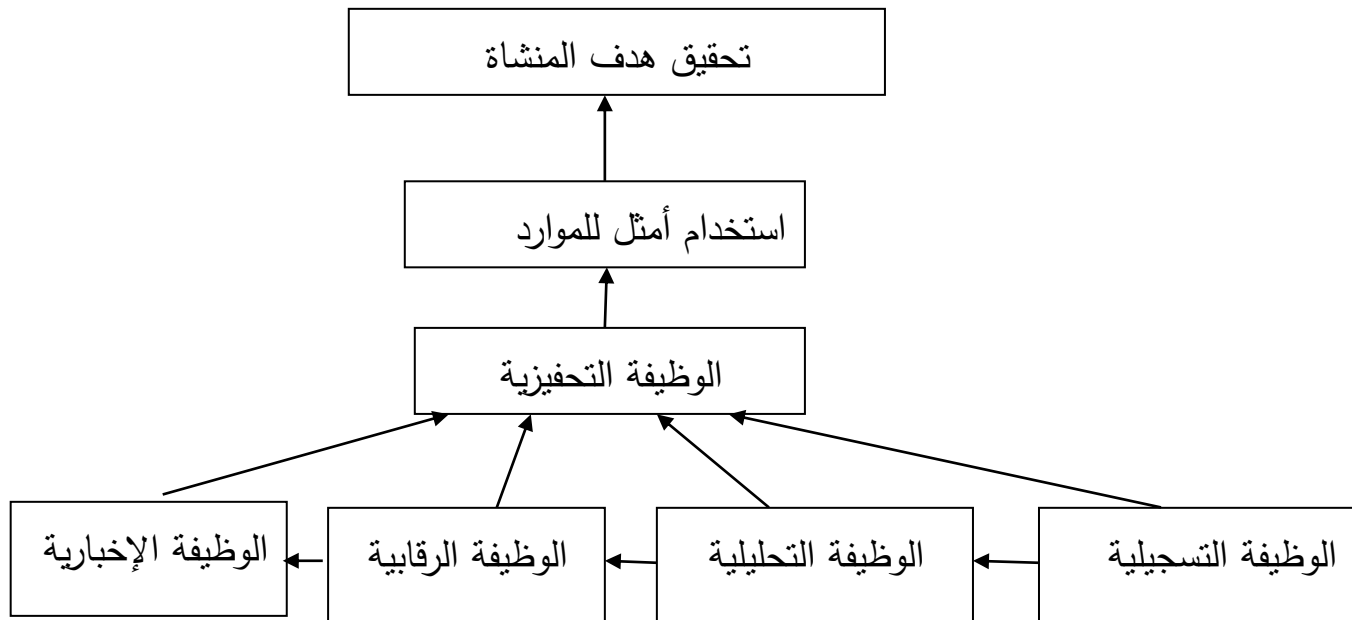 تحقيق هدف المنشاة
استخدام أمثل للموارد
الوظيفة التحفيزية
الوظيفة التسجيلية
الوظيفة التحليلية
الوظيفة الرقابية
الوظيفة الإخبارية